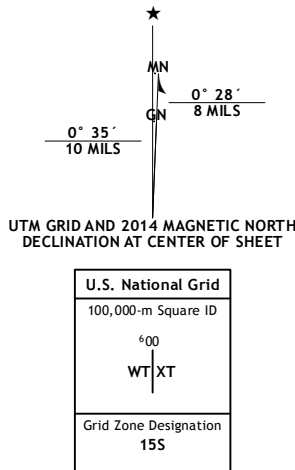 ★
MN
GN
0° 28´
8 MILS
0° 35´
10 MILS
UTM GRID AND 2014 MAGNETIC NORTH
DECLINATION AT CENTER OF SHEET
U.S. National Grid
100,000-m Square ID
⁶00
WT XT
Grid Zone Designation
15S